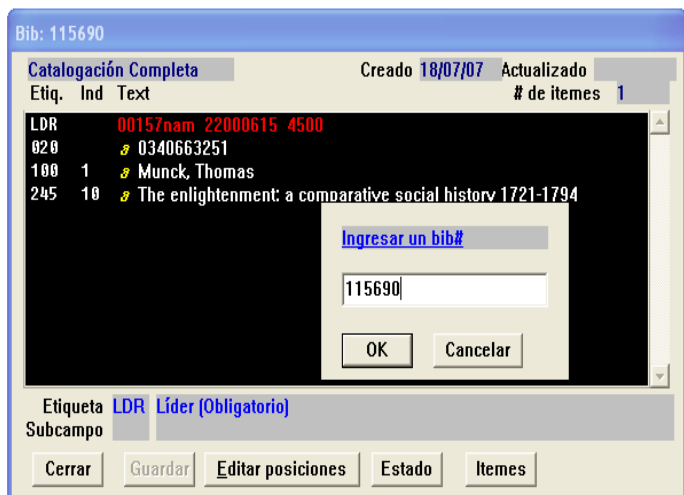 Bib: 115690
Catalogación Completa Creado 18/07/07 Actualizado
Etiq. Ind Text # de itemes 1
LDR 00157nam 22000615 4500
020 a 0340663251
100 1 a Munck, Thomas
245 10 a The enlightenment: a comparative social history 1721-1794
Ingresar un bib#
115690
OK Cancelar
Etiqueta LDR Líder (Obligatorio)
Subcampo
Cerrar Guardar Editar posiciones Estado Itemes